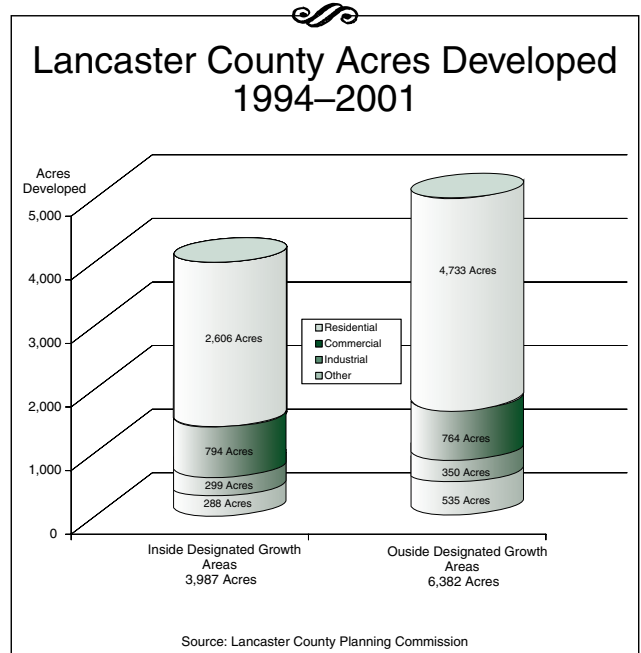 Lancaster County Acres Developed
1994–2001
Acres
Developed
5,000
4,000
3,000
2,000
1,000
0
2,606 Acres
794 Acres
299 Acres
288 Acres
Residential
Commercial
Industrial
Other
4,733 Acres
764 Acres
350 Acres
535 Acres
Inside Designated Growth
Areas
3,987 Acres
Ouside Designated Growth
Areas
6,382 Acres
Source: Lancaster County Planning Commission